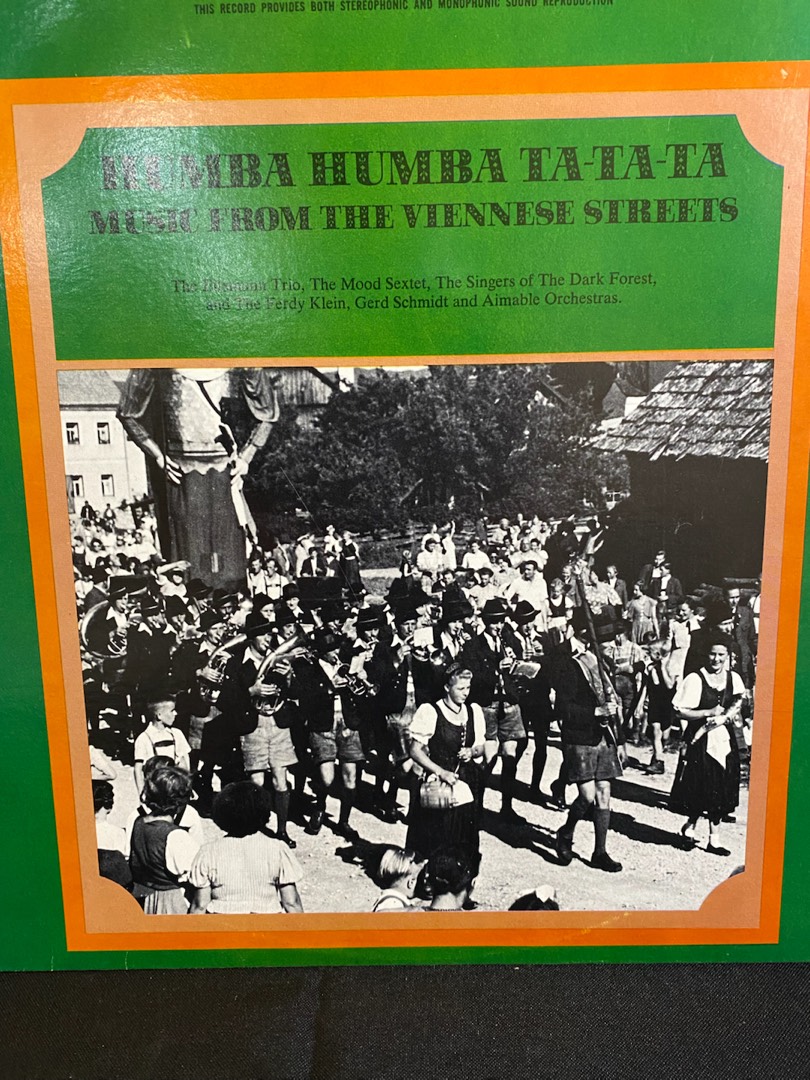 THIS RECORD PROVIDES BOTH STEREOPHONIC AND MONOPHONIC SOUND REPRODUCTION
HUMBA HUMBA TA-TA-TA
MUSIC FROM THE VIENNESE STREETS
The Trio, The Mood Sextet, The Singers of The Dark Forest,
and The Ferdy Klein, Gerd Schmidt and Aimable Orchestras.